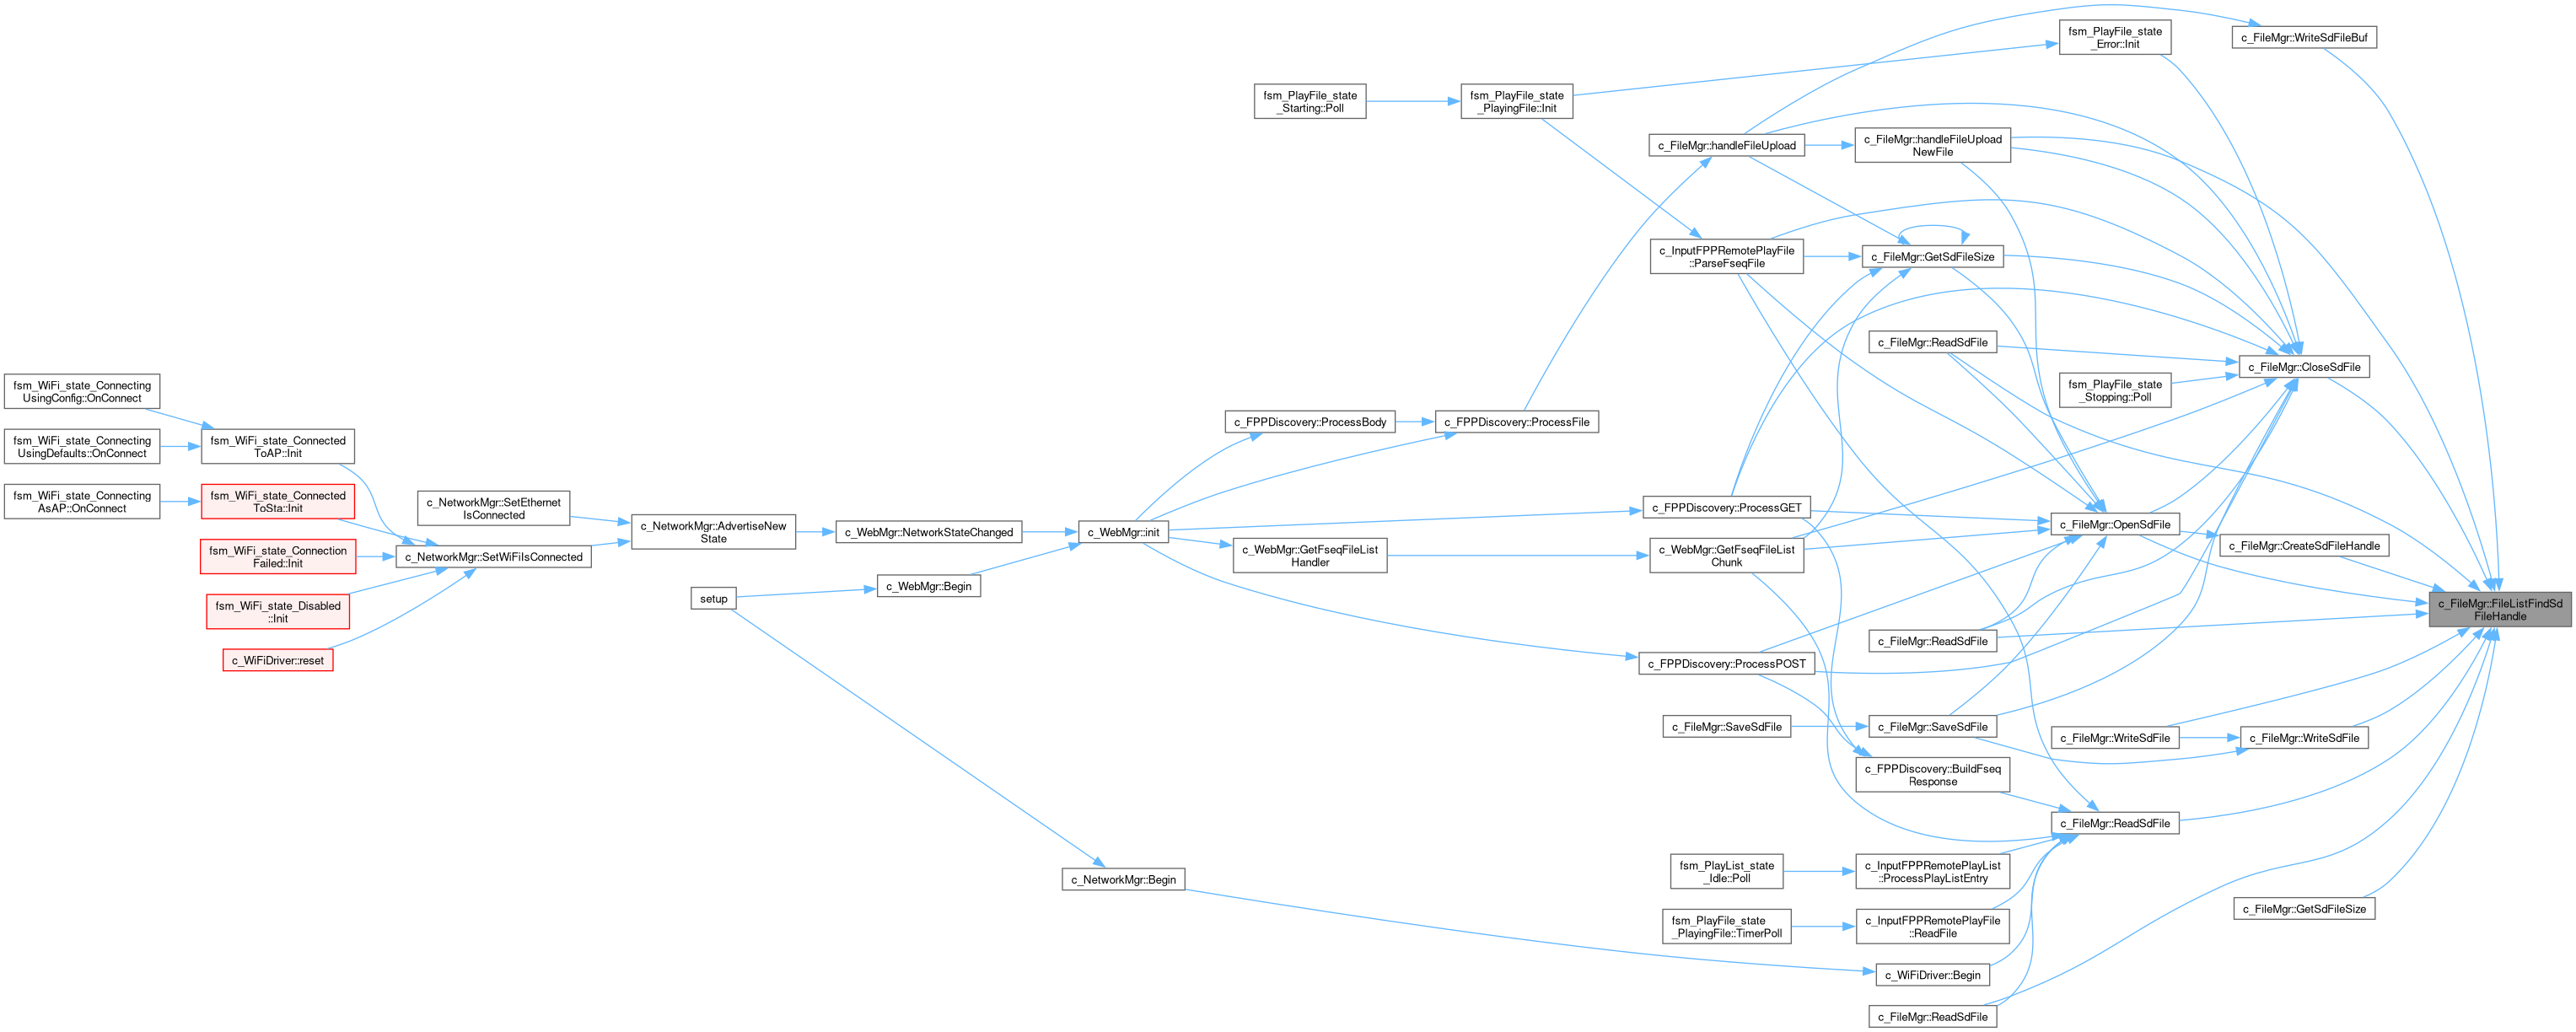 fsm_WiFi_state_Connecting
UsingConfig::OnConnect
fsm_WiFi_state_Connecting
UsingDefaults::OnConnect
fsm_WiFi_state_Connecting
AsAP::OnConnect
fsm_WiFi_state_Connected
ToAP::Init
fsm_WiFi_state_Connected
ToSta::Init
fsm_WiFi_state_Connection
Failed::Init
fsm_WiFi_state_Disabled
::Init
c_WiFiDriver::reset
c_NetworkMgr::SetEthernet
IsConnected
c_NetworkMgr::SetWiFiIsConnected
c_NetworkMgr::AdvertiseNew
State
setup
c_WebMgr::NetworkStateChanged
c_WebMgr::Begin
c_WebMgr::init
c_NetworkMgr::Begin
fsm_PlayFile_state
_Starting::Poll
c_FPPDiscovery::ProcessBody
c_WebMgr::GetFseqFileList
Handler
fsm_PlayFile_state
_PlayingFile::Init
c_FPPDiscovery::ProcessFile
c_FileMgr::handleFileUpload
c_InputFPPRemotePlayFile
::ParseFseqFile
c_FPPDiscovery::ProcessGET
c_WebMgr::GetFseqFileList
Chunk
c_FPPDiscovery::ProcessPOST
c_FileMgr::SaveSdFile
fsm_PlayList_state
_Idle::Poll
fsm_PlayFile_state
_PlayingFile::TimerPoll
c_FileMgr::handleFileUpload
NewFile
c_FileMgr::GetSdFileSize
c_FileMgr::ReadSdFile
c_FileMgr::ReadSdFile
c_FileMgr::SaveSdFile
c_FPPDiscovery::BuildFseq
Response
c_InputFPPRemotePlayList
::ProcessPlayListEntry
c_InputFPPRemotePlayFile
::ReadFile
c_WiFiDriver::Begin
c_FileMgr::ReadSdFile
fsm_PlayFile_state
_Error::Init
fsm_PlayFile_state
_Stopping::Poll
c_FileMgr::OpenSdFile
c_FileMgr::WriteSdFile
c_FileMgr::ReadSdFile
c_FileMgr::WriteSdFileBuf
c_FileMgr::CloseSdFile
c_FileMgr::CreateSdFileHandle
c_FileMgr::WriteSdFile
c_FileMgr::GetSdFileSize
c_FileMgr::FileListFindSd
FileHandle